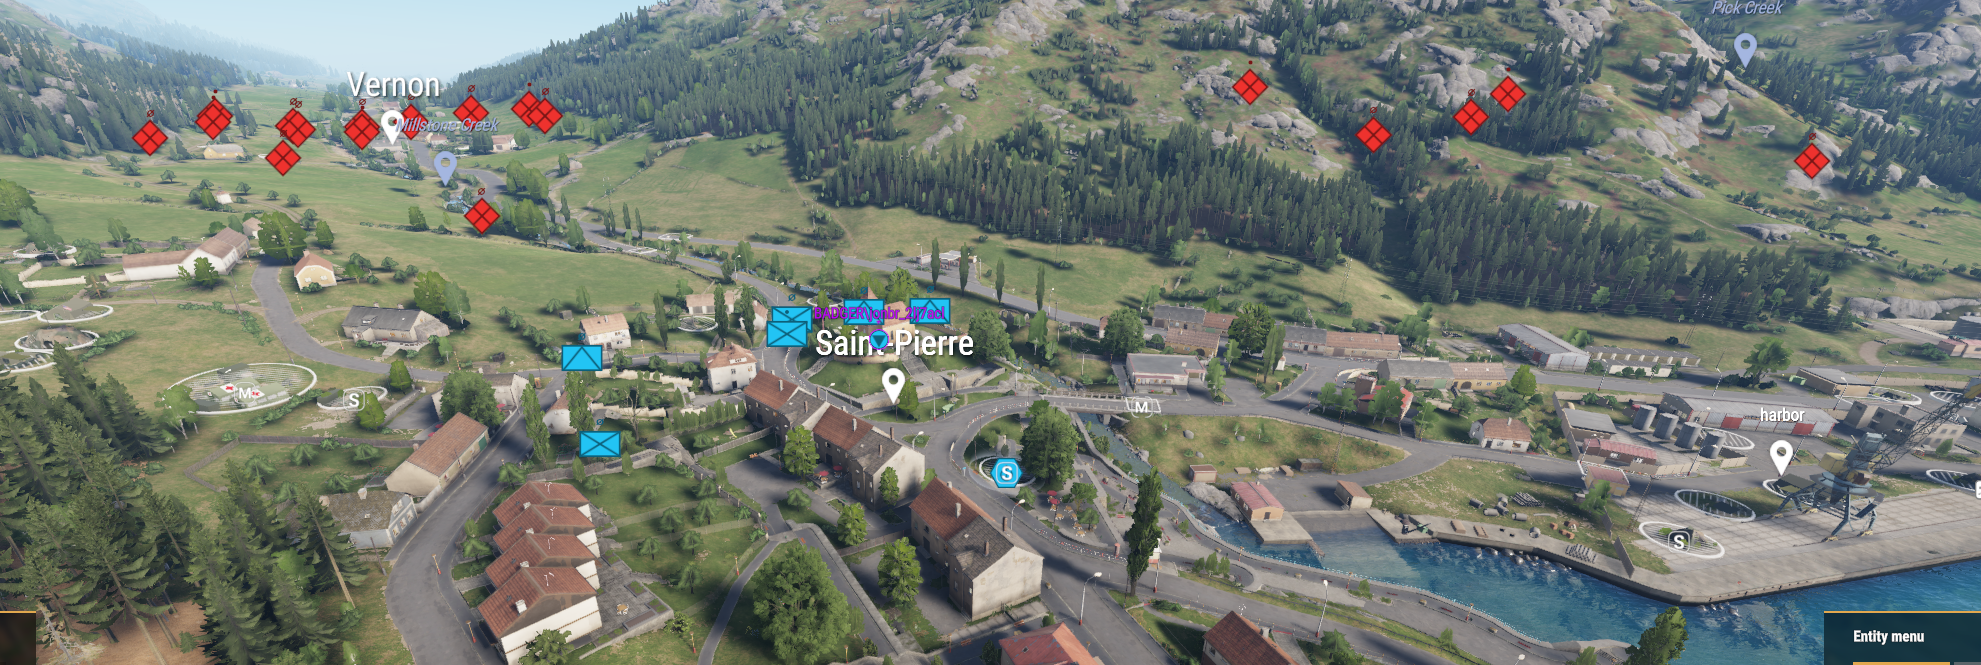 Pick Creek
Vernon
Millstone Creek
Saint-Pierre
M
S
M
harbor
S
S
Entity menu